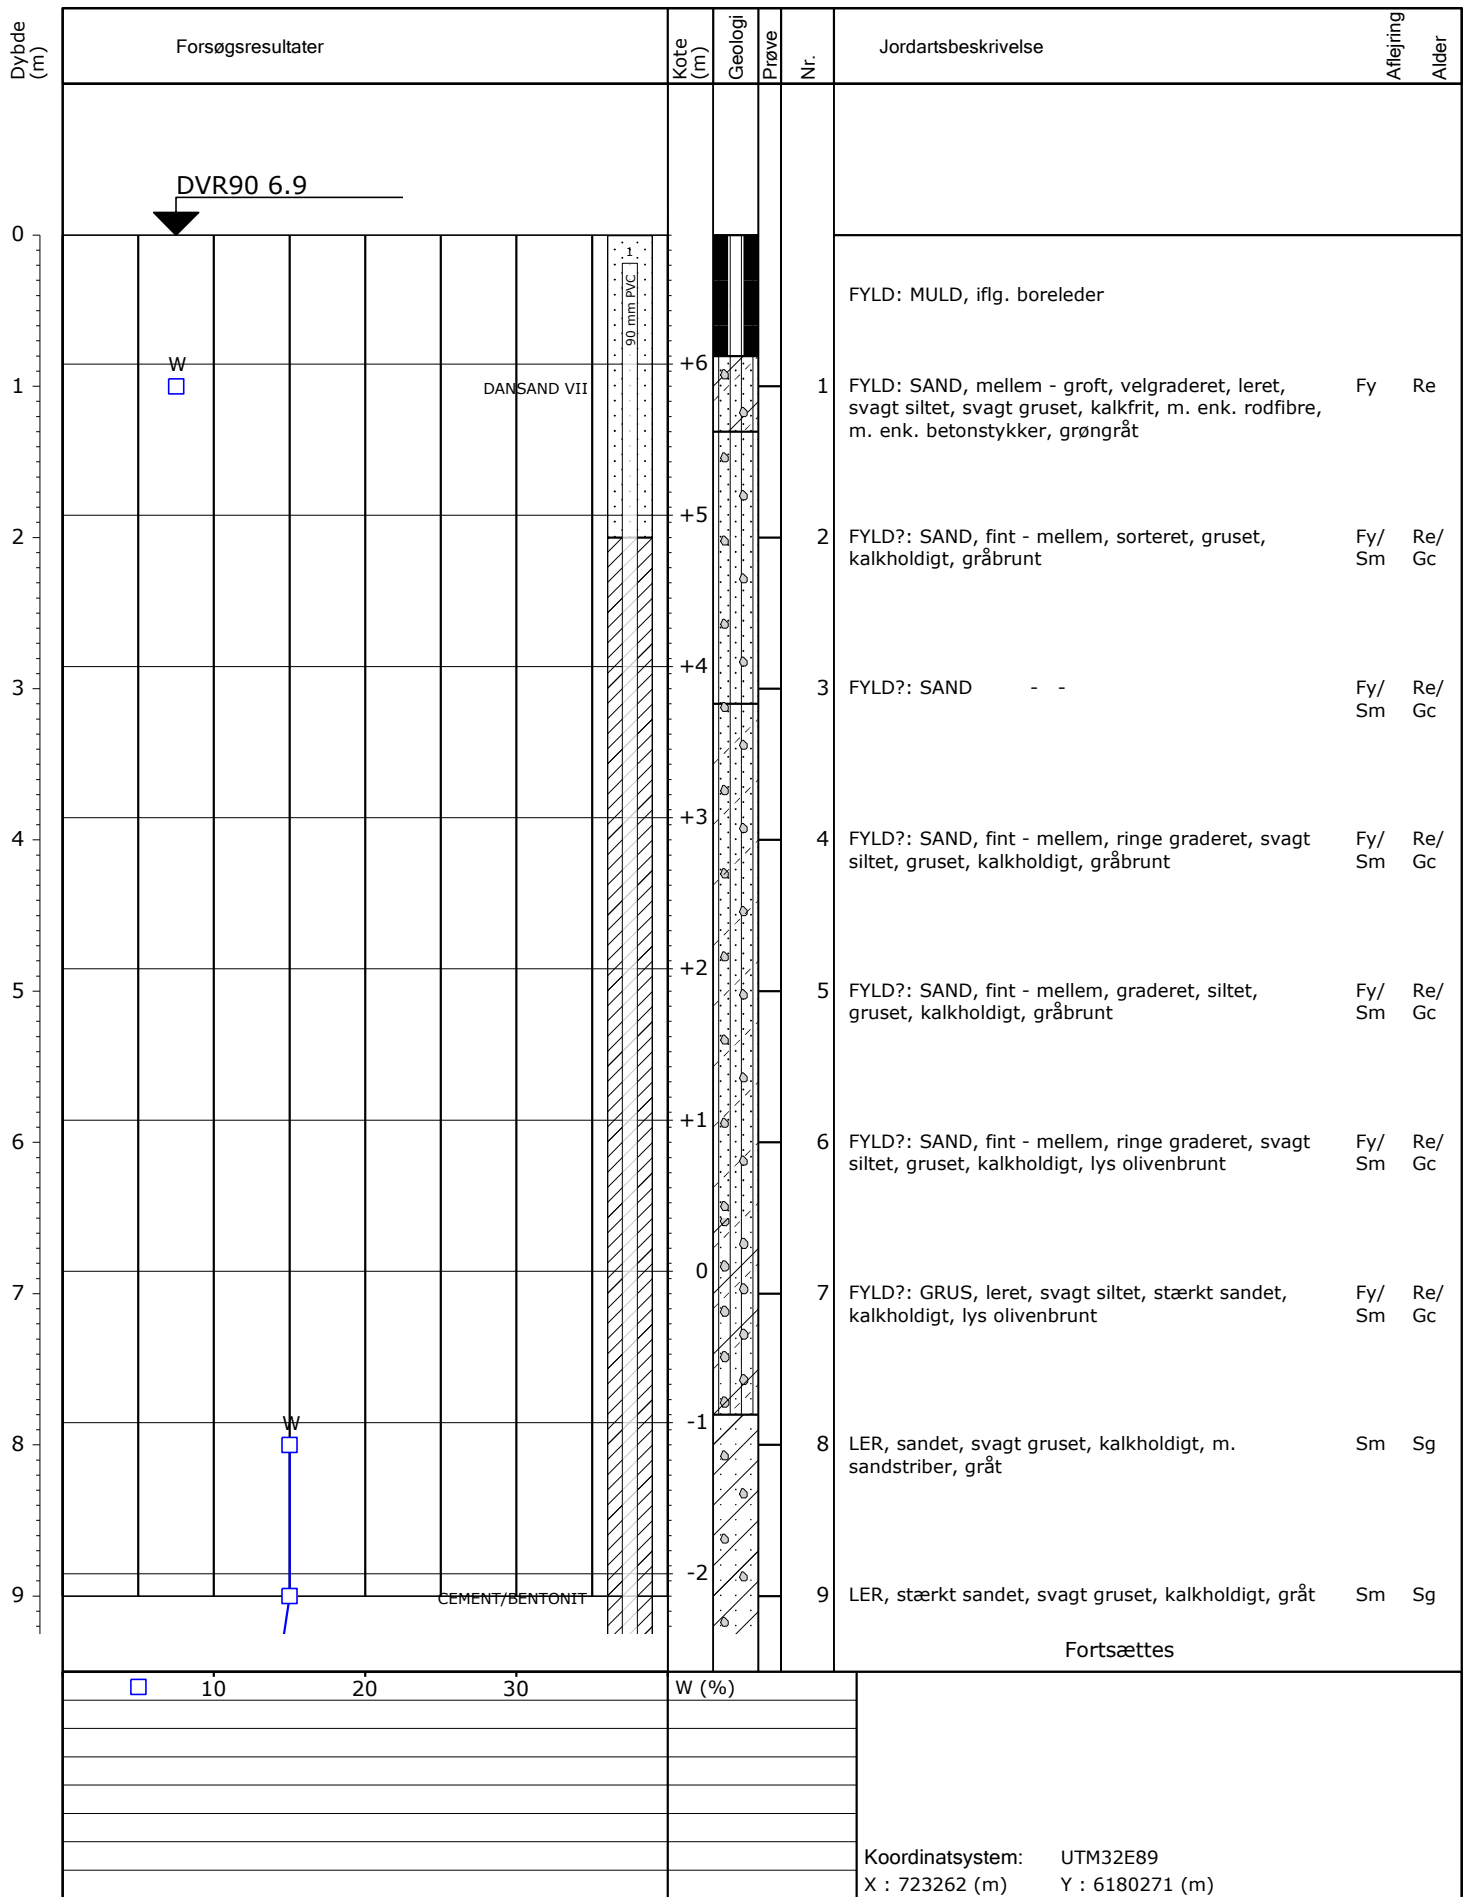 Dybde (m)
Forsøgsresultater
Kote (m)
Geologi
Prøve
Nr.
Jordartsbeskrivelse
Aflejring
Alder
DVR90 6.9
0
1
90 mm PVC
FYLD: MULD, iflg. boreleder
W
+6
1
DANSAND VII
1
FYLD: SAND, mellem - groft, velgraderet, leret,
svagt siltet, svagt gruset, kalkfrit, m. enk. rodfibre,
m. enk. betonstykker, grøngråt
Fy
Re
+5
2
2
FYLD?: SAND, fint - mellem, sorteret, gruset,
kalkholdigt, gråbrunt
Fy/
Sm
Re/
Gc
+4
3
3
FYLD?: SAND - -
Fy/
Sm
Re/
Gc
+3
4
4
FYLD?: SAND, fint - mellem, ringe graderet, svagt
siltet, gruset, kalkholdigt, gråbrunt
Fy/
Sm
Re/
Gc
+2
5
5
FYLD?: SAND, fint - mellem, graderet, siltet,
gruset, kalkholdigt, gråbrunt
Fy/
Sm
Re/
Gc
+1
6
6
FYLD?: SAND, fint - mellem, ringe graderet, svagt
siltet, gruset, kalkholdigt, lys olivenbrunt
Fy/
Sm
Re/
Gc
0
7
7
FYLD?: GRUS, leret, svagt siltet, stærkt sandet,
kalkholdigt, lys olivenbrunt
Fy/
Sm
Re/
Gc
W
-1
8
8
LER, sandet, svagt gruset, kalkholdigt, m.
sandstriber, gråt
Sm
Sg
-2
9
CEMENT/BENTONIT
9
LER, stærkt sandet, svagt gruset, kalkholdigt, gråt
Sm
Sg
Fortsættes
10
20
30
W (%)
Koordinatsystem: UTM32E89
X : 723262 (m) Y : 6180271 (m)